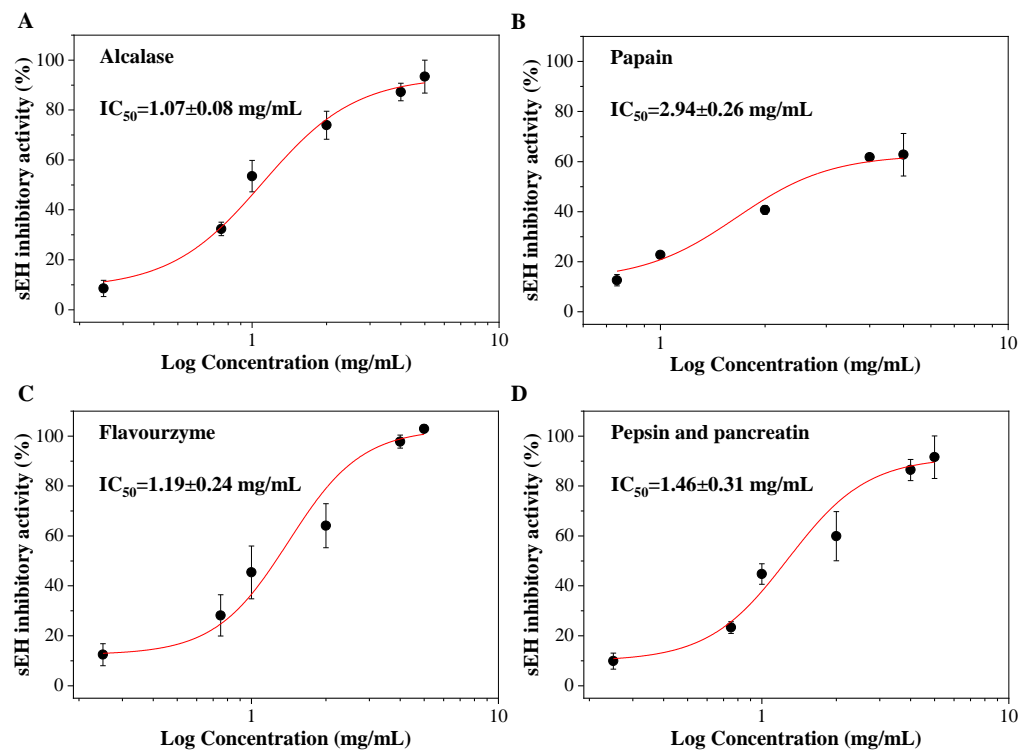 A
Alcalase
IC50=1.07±0.08 mg/mL
sEH inhibitory activity (%)
100
80
60
40
20
0
1
10
Log Concentration (mg/mL)
B
Papain
IC50=2.94±0.26 mg/mL
sEH inhibitory activity (%)
100
80
60
40
20
0
1
10
Log Concentration (mg/mL)
C
Flavourzyme
IC50=1.19±0.24 mg/mL
sEH inhibitory activity (%)
100
80
60
40
20
0
1
10
Log Concentration (mg/mL)
D
Pepsin and pancreatin
IC50=1.46±0.31 mg/mL
sEH inhibitory activity (%)
100
80
60
40
20
0
1
10
Log Concentration (mg/mL)